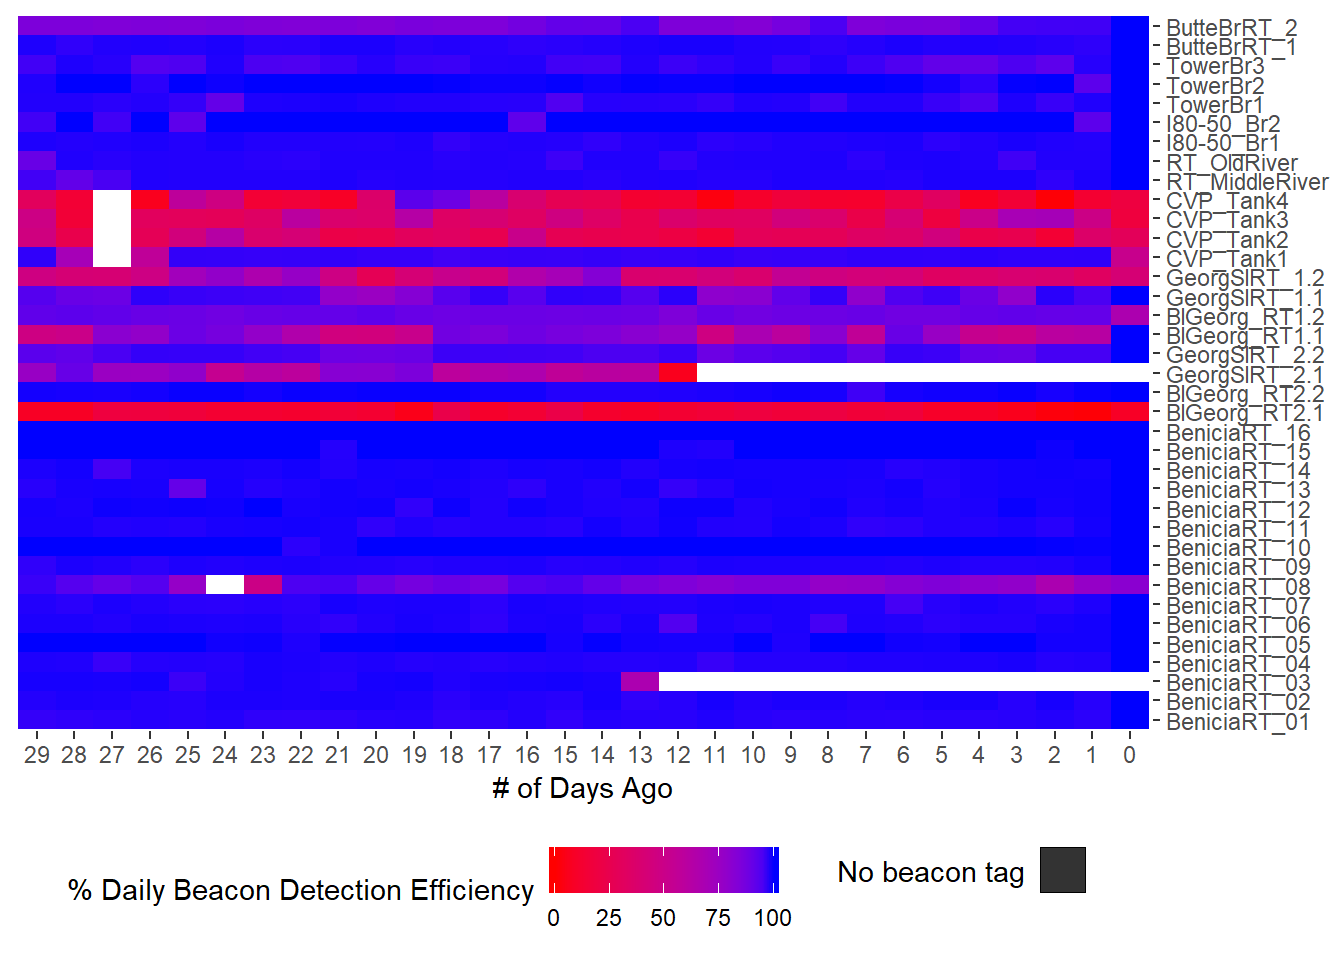 ButteBrRT_2
ButteBrRT_1
TowerBr3
TowerBr2
TowerBr1
I80-50_Br2
I80-50_Br1
RT_OldRiver
RT_MiddleRiver
CVP_Tank4
CVP_Tank3
CVP_Tank2
CVP_Tank1
GeorgSlRT_1.2
GeorgSlRT_1.1
BlGeorg_RT1.2
BlGeorg_RT1.1
GeorgSlRT_2.2
GeorgSlRT_2.1
BlGeorg_RT2.2
BlGeorg_RT2.1
BeniciaRT_16
BeniciaRT_15
BeniciaRT_14
BeniciaRT_13
BeniciaRT_12
BeniciaRT_11
BeniciaRT_10
BeniciaRT_09
BeniciaRT_08
BeniciaRT_07
BeniciaRT_06
BeniciaRT_05
BeniciaRT_04
BeniciaRT_03
BeniciaRT_02
BeniciaRT_01
29 28 27 26 25 24 23 22 21 20 19 18 17 16 15 14 13 12 11 10 9 8 7 6 5 4 3 2 1 0
# of Days Ago
% Daily Beacon Detection Efficiency
0 25 50 75 100
No beacon tag